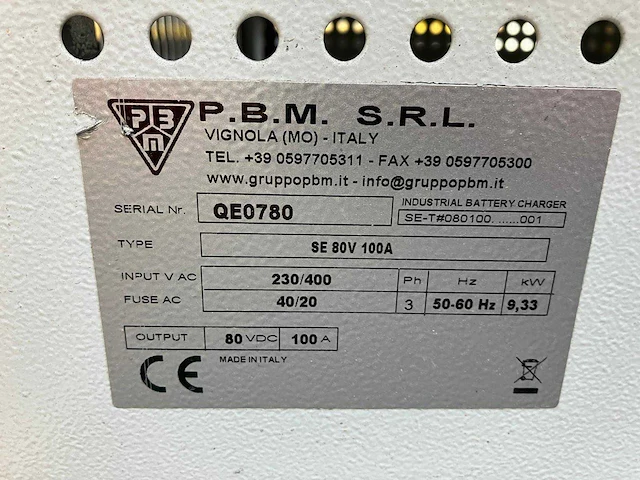 PBM
P.B.M. S.R.L.
VIGNOLA (MO) - ITALY
TEL. +39 0597705311 - FAX +39 0597705300
www.gruppopbm.it - info@gruppopbm.it
SERIAL Nr. QE0780
INDUSTRIAL BATTERY CHARGER
SE-T#080100.......001
TYPE SE 80V 100A
INPUT V AC 230/400 Ph Hz kW
FUSE AC 40/20 3 50-60 Hz 9,33
OUTPUT 80 VDC 100 A
MADE IN ITALY
CE